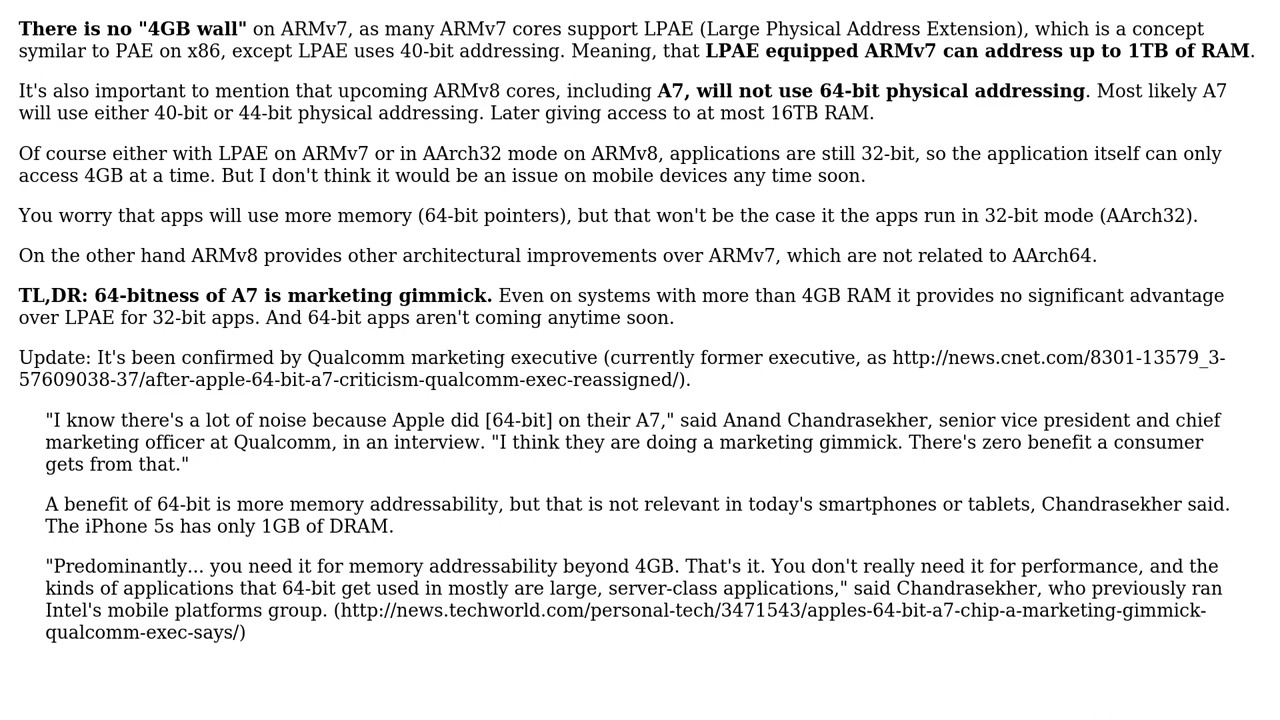 There is no "4GB wall" on ARMv7, as many ARMv7 cores support LPAE (Large Physical Address Extension), which is a concept
symilar to PAE on x86, except LPAE uses 40-bit addressing. Meaning, that LPAE equipped ARMv7 can address up to 1TB of RAM.
It's also important to mention that upcoming ARMv8 cores, including A7, will not use 64-bit physical addressing. Most likely A7
will use either 40-bit or 44-bit physical addressing. Later giving access to at most 16TB RAM.
Of course either with LPAE on ARMv7 or in AArch32 mode on ARMv8, applications are still 32-bit, so the application itself can only
access 4GB at a time. But I don't think it would be an issue on mobile devices any time soon.
You worry that apps will use more memory (64-bit pointers), but that won't be the case it the apps run in 32-bit mode (AArch32).
On the other hand ARMv8 provides other architectural improvements over ARMv7, which are not related to AArch64.
TL,DR: 64-bitness of A7 is marketing gimmick. Even on systems with more than 4GB RAM it provides no significant advantage
over LPAE for 32-bit apps. And 64-bit apps aren't coming anytime soon.
Update: It's been confirmed by Qualcomm marketing executive (currently former executive, as http://news.cnet.com/8301-13579_3-
57609038-37/after-apple-64-bit-a7-criticism-qualcomm-exec-reassigned/).
"I know there's a lot of noise because Apple did [64-bit] on their A7," said Anand Chandrasekher, senior vice president and chief
marketing officer at Qualcomm, in an interview. "I think they are doing a marketing gimmick. There's zero benefit a consumer
gets from that."
A benefit of 64-bit is more memory addressability, but that is not relevant in today's smartphones or tablets, Chandrasekher said.
The iPhone 5s has only 1GB of DRAM.
"Predominantly... you need it for memory addressability beyond 4GB. That's it. You don't really need it for performance, and the
kinds of applications that 64-bit get used in mostly are large, server-class applications," said Chandrasekher, who previously ran
Intel's mobile platforms group. (http://news.techworld.com/personal-tech/3471543/apples-64-bit-a7-chip-a-marketing-gimmick-
qualcomm-exec-says/)